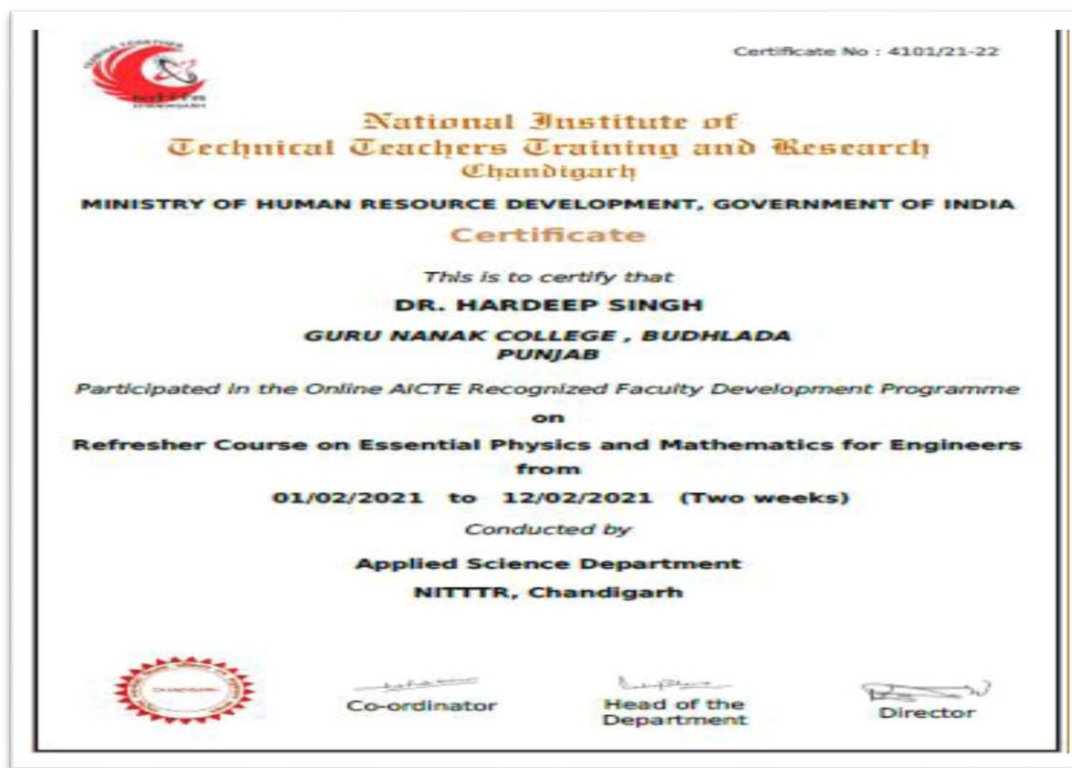 Certificate No : 4101/21-22
National Institute of
Technical Teachers Training and Research
Chandigarh
MINISTRY OF HUMAN RESOURCE DEVELOPMENT, GOVERNMENT OF INDIA
Certificate
This is to certify that
DR. HARDEEP SINGH
GURU NANAK COLLEGE , BUDHLADA
PUNJAB
Participated in the Online AICTE Recognized Faculty Development Programme
on
Refresher Course on Essential Physics and Mathematics for Engineers
from
01/02/2021 to 12/02/2021 (Two weeks)
Conducted by
Applied Science Department
NITTTR, Chandigarh
CHANDIGARH
Co-ordinator
Head of the
Department
Director